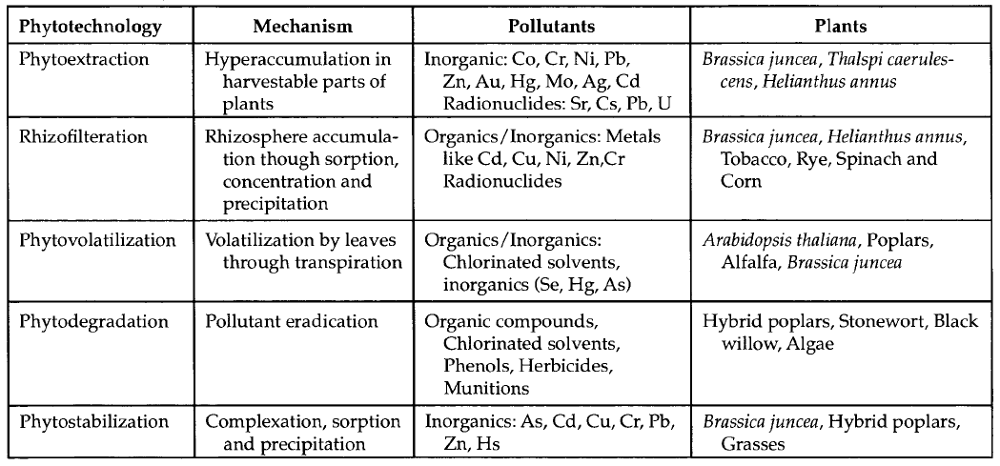 Phytotechnology Mechanism Pollutants Plants
Phytoextraction
Hyperaccumulation in
harvestable parts of
plants
Inorganic: Co, Cr, Ni, Pb,
Zn, Au, Hg, Mo, Ag, Cd
Radionuclides: Sr, Cs, Pb, U
Brassica juncea, Thalspi caerules-
cens, Helianthus annus
Rhizofilteration
Rhizosphere accumula-
tion though sorption,
concentration and
precipitation
Organics/Inorganics: Metals
like Cd, Cu, Ni, Zn,Cr
Radionuclides
Brassica juncea, Helianthus annus,
Tobacco, Rye, Spinach and
Corn
Phytovolatilization
Volatilization by leaves
through transpiration
Organics/Inorganics:
Chlorinated solvents,
inorganics (Se, Hg, As)
Arabidopsis thaliana, Poplars,
Alfalfa, Brassica juncea
Phytodegradation
Pollutant eradication
Organic compounds,
Chlorinated solvents,
Phenols, Herbicides,
Munitions
Hybrid poplars, Stonewort, Black
willow, Algae
Phytostabilization
Complexation, sorption
and precipitation
Inorganics: As, Cd, Cu, Cr, Pb,
Zn, Hs
Brassica juncea, Hybrid poplars,
Grasses